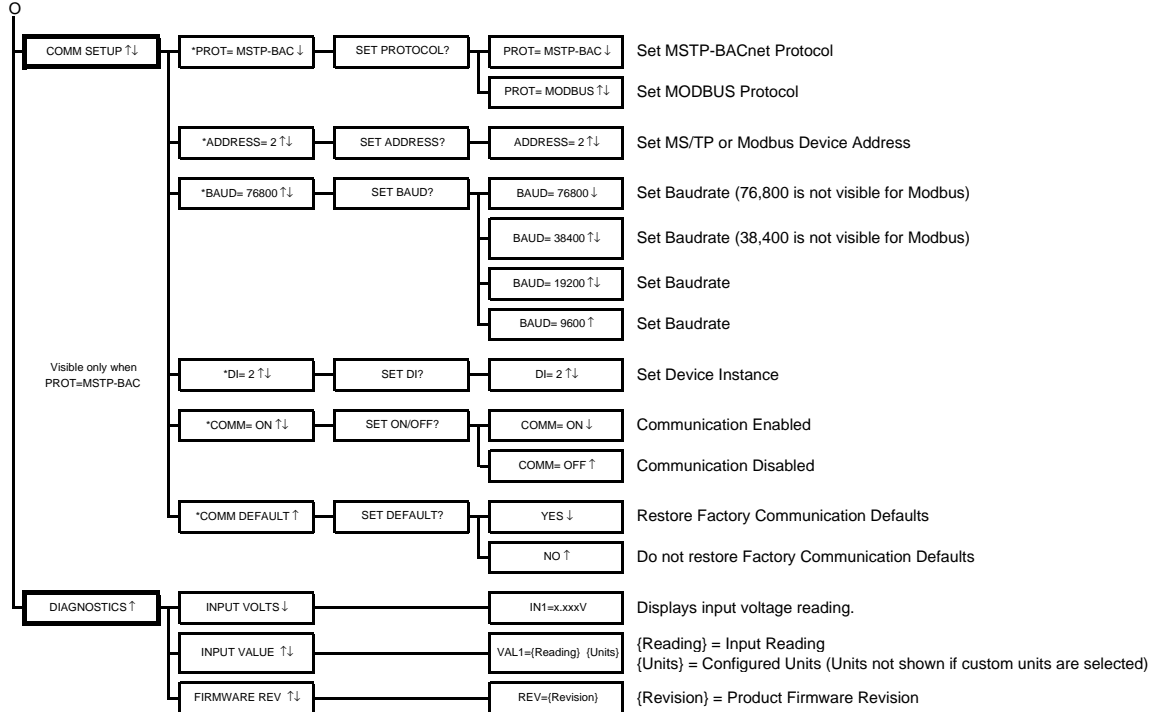 O
COMM SETUP ↑↓ *PROT= MSTP-BAC ↓ SET PROTOCOL? PROT= MSTP-BAC ↓ Set MSTP-BACnet Protocol
PROT= MODBUS ↑↓ Set MODBUS Protocol
*ADDRESS= 2 ↑↓ SET ADDRESS? ADDRESS= 2 ↑↓ Set MS/TP or Modbus Device Address
*BAUD= 76800 ↑↓ SET BAUD? BAUD= 76800 ↓ Set Baudrate (76,800 is not visible for Modbus)
BAUD= 38400 ↑↓ Set Baudrate (38,400 is not visible for Modbus)
BAUD= 19200 ↑↓ Set Baudrate
BAUD= 9600 ↑ Set Baudrate
Visible only when
PROT=MSTP-BAC
*DI= 2 ↑↓ SET DI? DI= 2 ↑↓ Set Device Instance
*COMM= ON ↑↓ SET ON/OFF? COMM= ON ↓ Communication Enabled
COMM= OFF ↑ Communication Disabled
*COMM DEFAULT ↑ SET DEFAULT? YES ↓ Restore Factory Communication Defaults
NO ↑ Do not restore Factory Communication Defaults
DIAGNOSTICS ↑ INPUT VOLTS ↓ IN1=x.xxxV Displays input voltage reading.
INPUT VALUE ↑↓ VAL1={Reading} {Units} {Reading} = Input Reading
{Units} = Configured Units (Units not shown if custom units are selected)
FIRMWARE REV ↑↓ REV={Revision} {Revision} = Product Firmware Revision